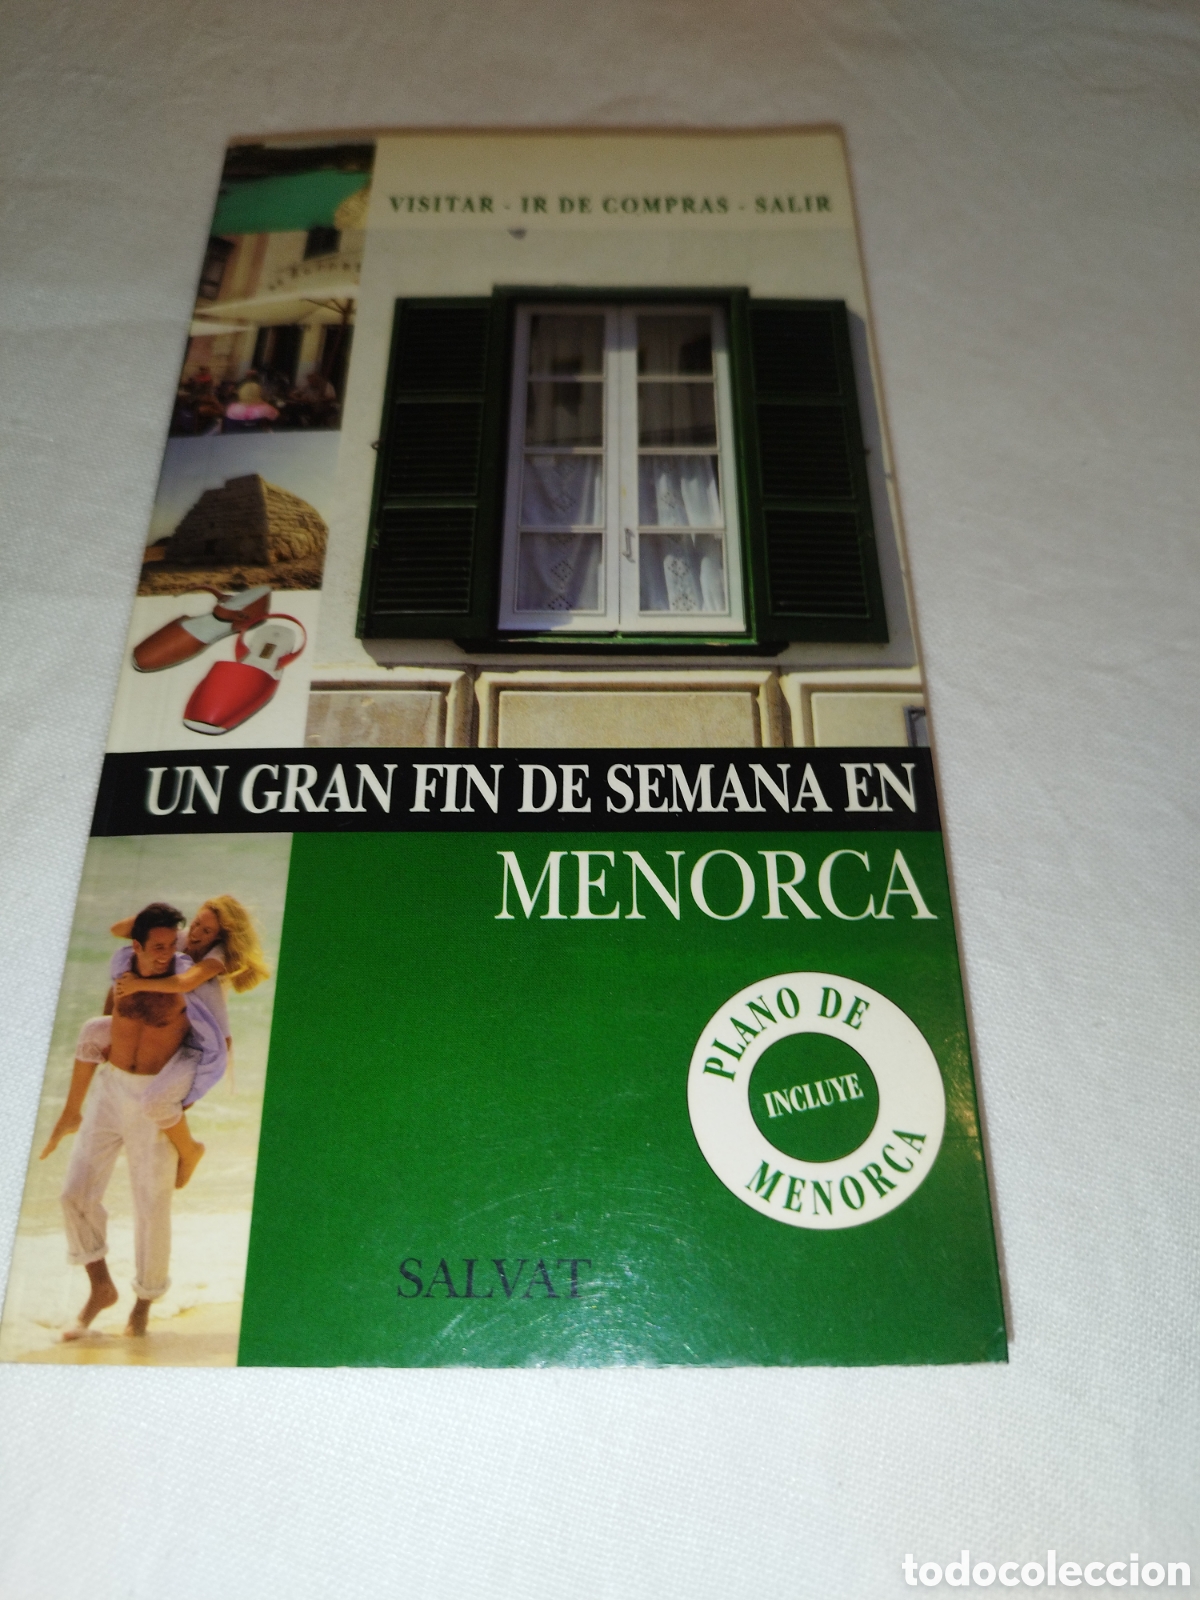 VISITAR - IR DE COMPRAS - SALIR
UN GRAN FIN DE SEMANA EN
MENORCA
PLANO DE
INCLUYE
MENORCA
SALVAT
todocoleccion